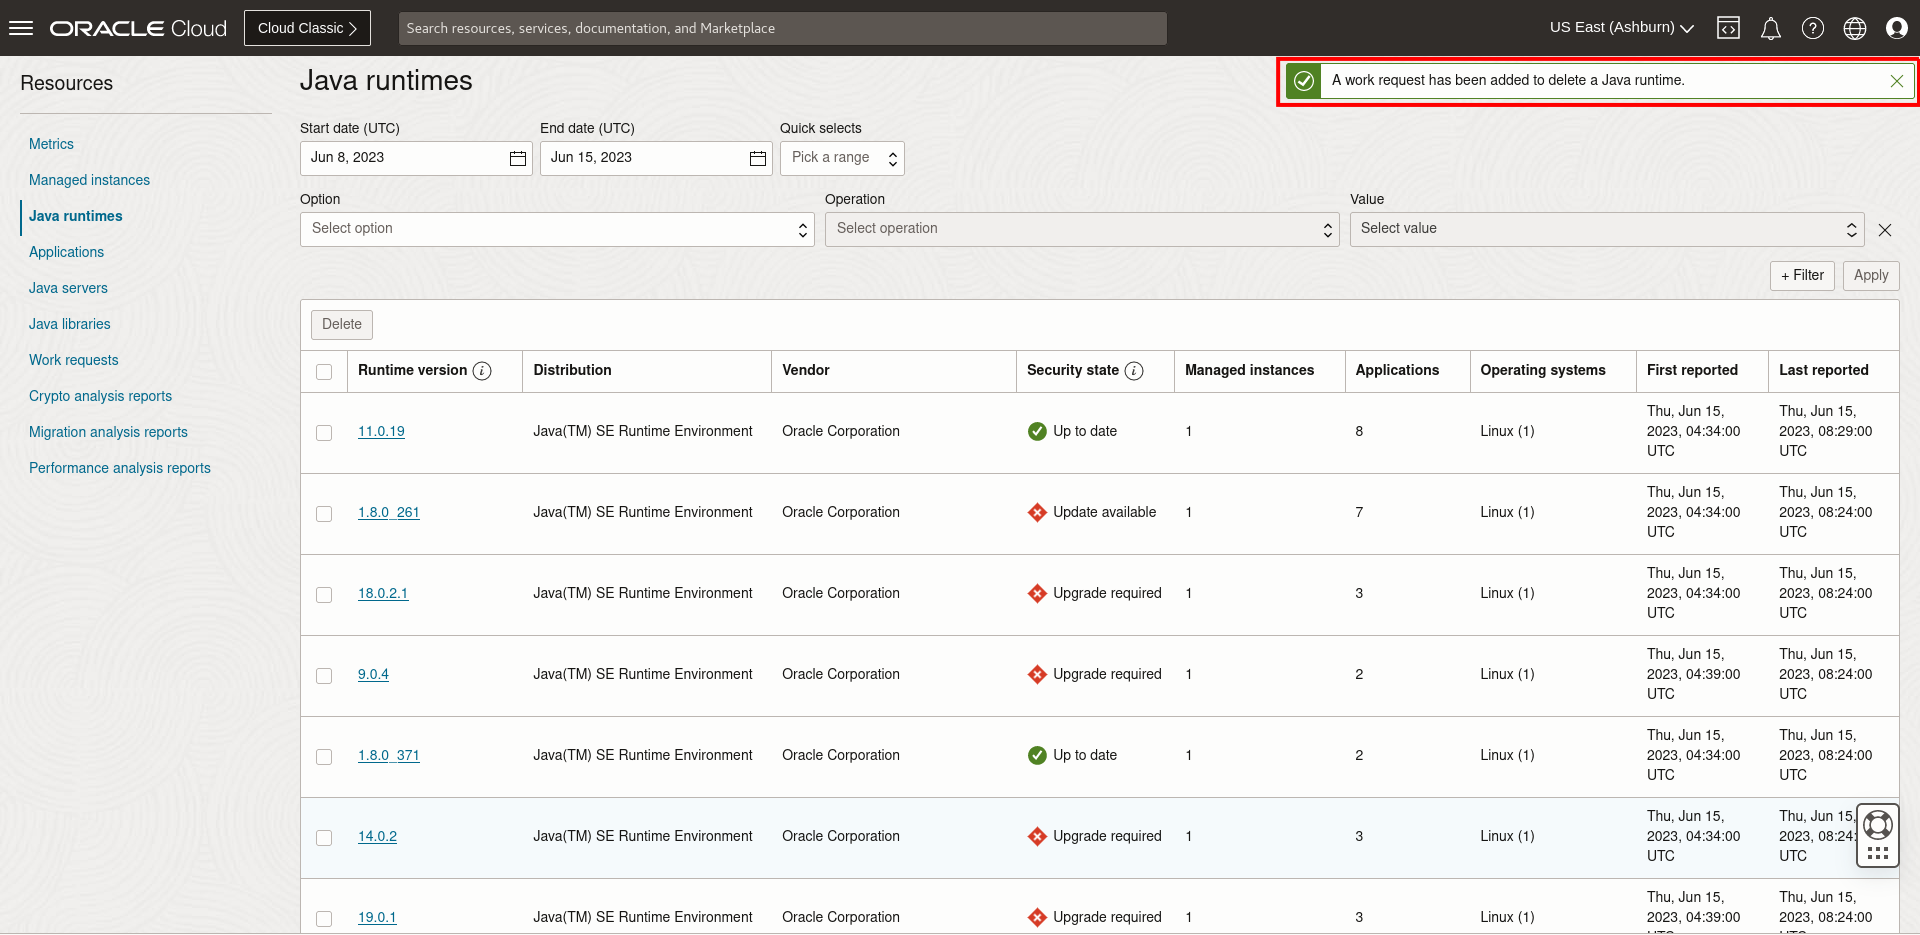 ORACLE Cloud
Cloud Classic
Search resources, services, documentation, and Marketplace
US East (Ashburn)
Resources
Metrics
Managed instances
Java runtimes
Applications
Java servers
Java libraries
Work requests
Crypto analysis reports
Migration analysis reports
Performance analysis reports
Java runtimes
A work request has been added to delete a Java runtime.
Start date (UTC) End date (UTC) Quick selects
Jun 8, 2023 Jun 15, 2023 Pick a range
Option Operation Value
Select option Select operation Select value
+ Filter Apply
Delete
Runtime version Distribution Vendor Security state Managed instances Applications Operating systems First reported Last reported
11.0.19 Java(TM) SE Runtime Environment Oracle Corporation Up to date 1 8 Linux (1) Thu, Jun 15, 2023, 04:34:00 UTC Thu, Jun 15, 2023, 08:29:00 UTC
1.8.0_261 Java(TM) SE Runtime Environment Oracle Corporation Update available 1 7 Linux (1) Thu, Jun 15, 2023, 04:34:00 UTC Thu, Jun 15, 2023, 08:24:00 UTC
18.0.2.1 Java(TM) SE Runtime Environment Oracle Corporation Upgrade required 1 3 Linux (1) Thu, Jun 15, 2023, 04:34:00 UTC Thu, Jun 15, 2023, 08:24:00 UTC
9.0.4 Java(TM) SE Runtime Environment Oracle Corporation Upgrade required 1 2 Linux (1) Thu, Jun 15, 2023, 04:39:00 UTC Thu, Jun 15, 2023, 08:24:00 UTC
1.8.0_371 Java(TM) SE Runtime Environment Oracle Corporation Up to date 1 2 Linux (1) Thu, Jun 15, 2023, 04:34:00 UTC Thu, Jun 15, 2023, 08:24:00 UTC
14.0.2 Java(TM) SE Runtime Environment Oracle Corporation Upgrade required 1 3 Linux (1) Thu, Jun 15, 2023, 04:34:00 UTC Thu, Jun 15, 2023, 08:24: UTC
19.0.1 Java(TM) SE Runtime Environment Oracle Corporation Upgrade required 1 3 Linux (1) Thu, Jun 15, 2023, 04:39:00 Thu, Jun 15, 2023, 08:24:00